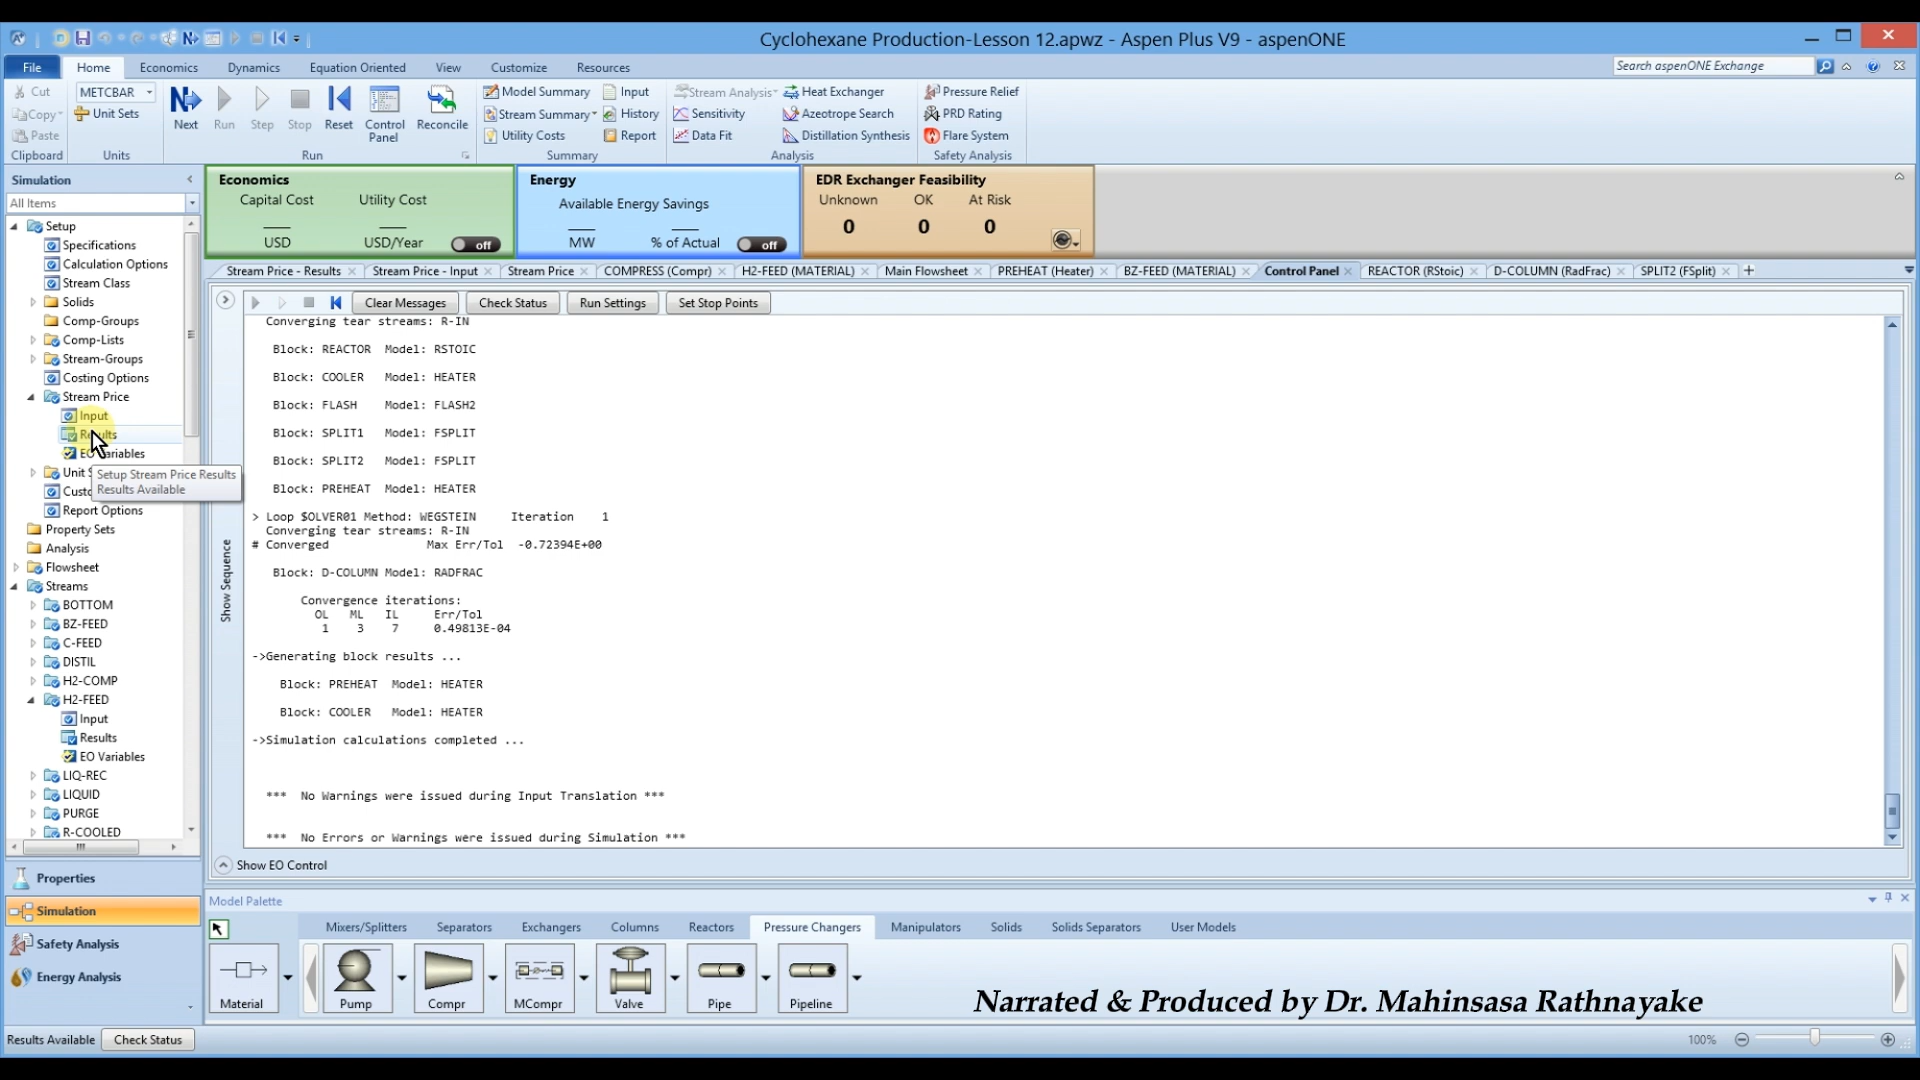 Cyclohexane Production-Lesson 12.apwz - Aspen Plus V9 - aspenONE
File Home Economics Dynamics Equation Oriented View Customize Resources Search aspenONE Exchange
Cut METCBAR Model Summary Input Stream Analysis Heat Exchanger Pressure Relief
Copy Unit Sets Next Run Step Stop Reset Control Panel Reconcile Stream Summary History Sensitivity Azeotrope Search PRD Rating
Paste Utility Costs Report Data Fit Distillation Synthesis Flare System
Clipboard Units Run Summary Analysis Safety Analysis
Simulation
All Items
Economics Energy EDR Exchanger Feasibility
Capital Cost Utility Cost Available Energy Savings Unknown OK At Risk
0 0 0
USD USD/Year off MW % of Actual off
Stream Price - Results Stream Price - Input Stream Price COMPRESS (Compr) H2-FEED (MATERIAL) Main Flowsheet PREHEAT (Heater) BZ-FEED (MATERIAL) Control Panel REACTOR (RStoic) D-COLUMN (RadFrac) SPLIT2 (FSplit)
Clear Messages Check Status Run Settings Set Stop Points
Setup
Specifications
Calculation Options
Stream Class
Solids
Comp-Groups
Comp-Lists
Stream-Groups
Costing Options
Stream Price
Input
Results
EO Variables
Setup Stream Price Results
Results Available
Unit S
Custo
Report Options
Property Sets
Analysis
Flowsheet
Streams
BOTTOM
BZ-FEED
C-FEED
DISTIL
H2-COMP
H2-FEED
Input
Results
EO Variables
LIQ-REC
LIQUID
PURGE
R-COOLED
Properties
Simulation
Safety Analysis
Energy Analysis
Show Sequence
Converging tear streams: R-IN
Block: REACTOR Model: RSTOIC
Block: COOLER Model: HEATER
Block: FLASH Model: FLASH2
Block: SPLIT1 Model: FSPLIT
Block: SPLIT2 Model: FSPLIT
Block: PREHEAT Model: HEATER
> Loop $OLVER01 Method: WEGSTEIN Iteration 1
Converging tear streams: R-IN
# Converged Max Err/Tol -0.72394E+00
Block: D-COLUMN Model: RADFRAC
Convergence iterations:
OL ML IL Err/Tol
1 3 7 0.49813E-04
->Generating block results ...
Block: PREHEAT Model: HEATER
Block: COOLER Model: HEATER
->Simulation calculations completed ...
*** No Warnings were issued during Input Translation ***
*** No Errors or Warnings were issued during Simulation ***
Show EO Control
Model Palette
Mixers/Splitters Separators Exchangers Columns Reactors Pressure Changers Manipulators Solids Solids Separators User Models
Material Pump Compr MCompr Valve Pipe Pipeline
Narrated & Produced by Dr. Mahinsasa Rathnayake
Results Available Check Status 100%